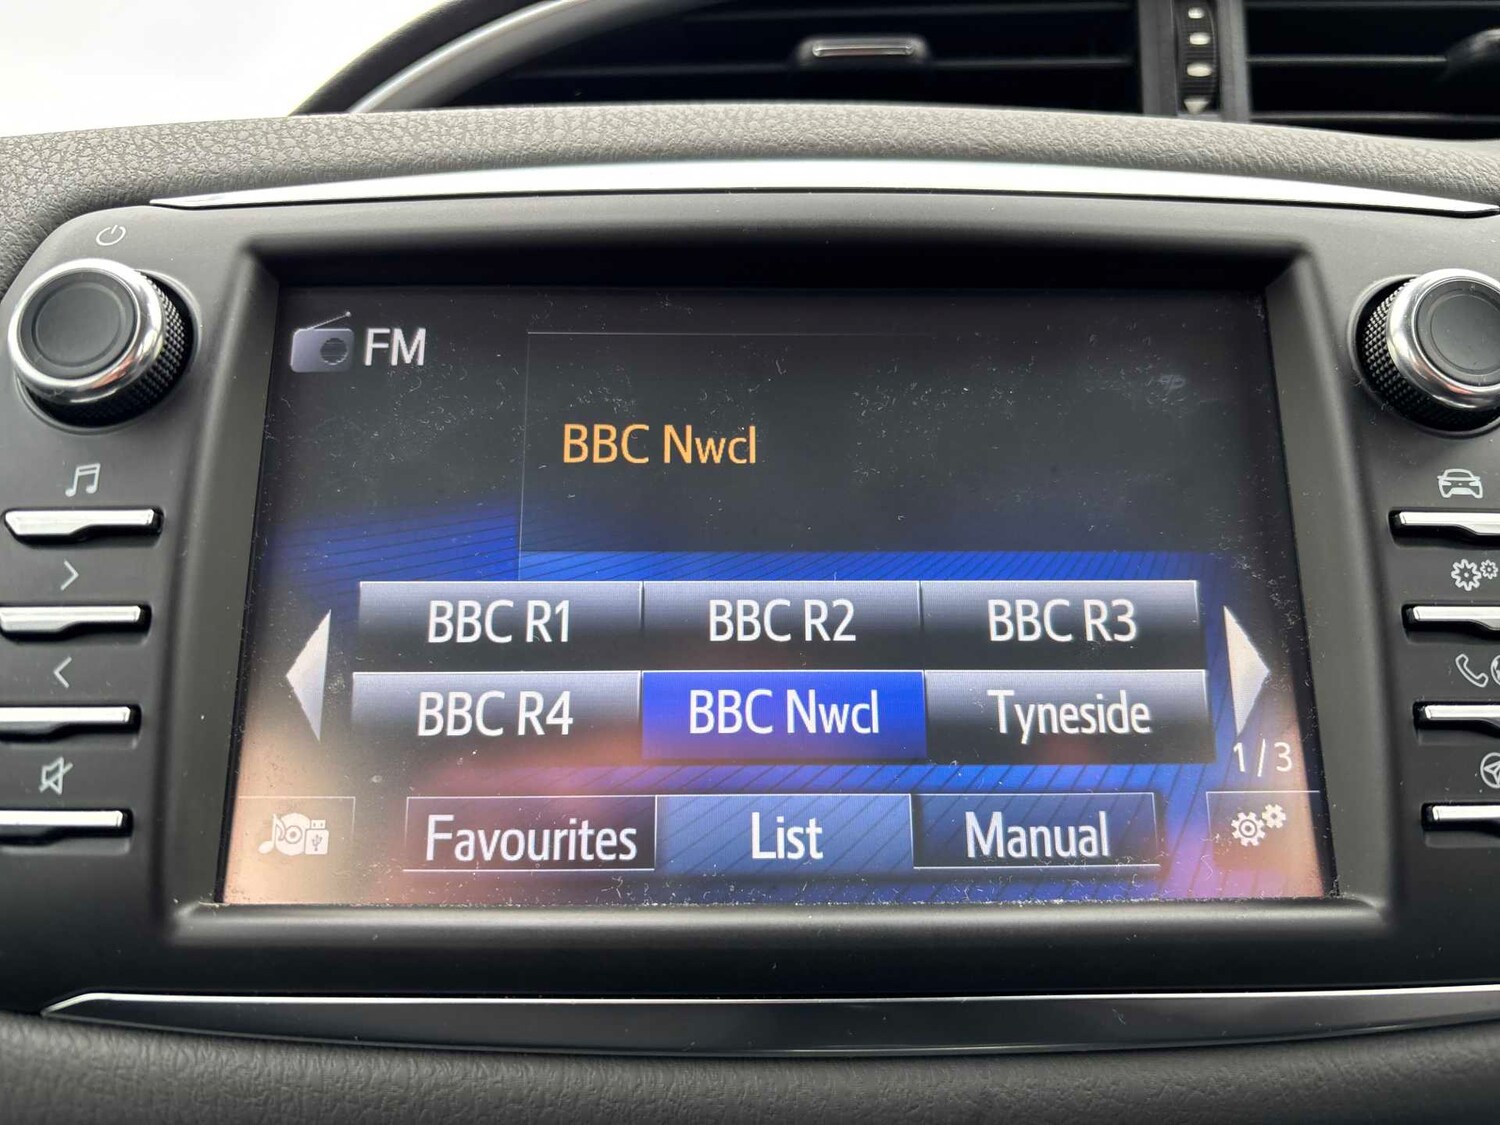 FM
BBC Nwcl
BBC R1 BBC R2 BBC R3
BBC R4 BBC Nwcl Tyneside
1/3
Favourites List Manual